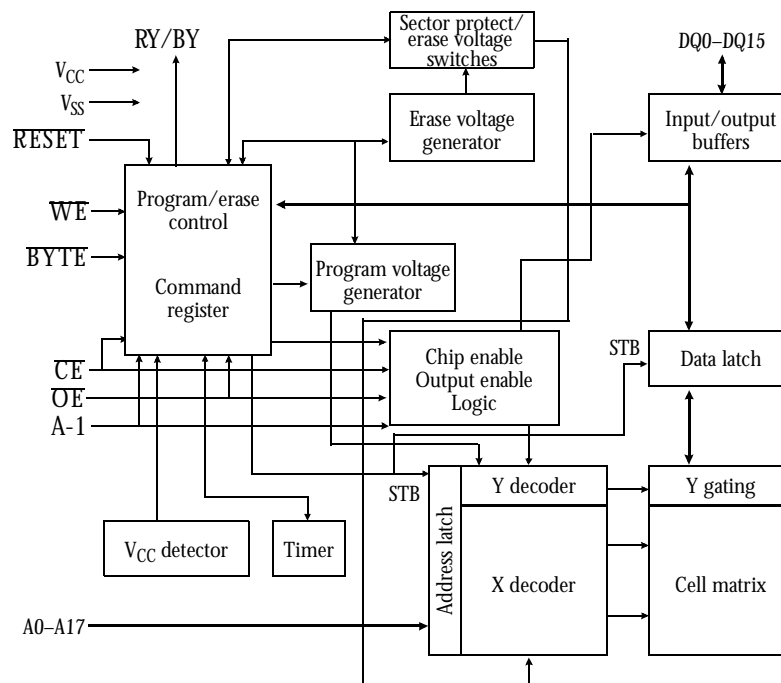 RY/BY
Sector protect/
erase voltage
switches
DQ0–DQ15
VCC
VSS
RESET
Erase voltage
generator
Input/output
buffers
Program/erase
control
WE
BYTE
Command
register
Program voltage
generator
Chip enable
Output enable
Logic
STB
Data latch
CE
OE
A-1
STB
Address latch
Y decoder
Y gating
VCC detector
Timer
X decoder
Cell matrix
A0–A17